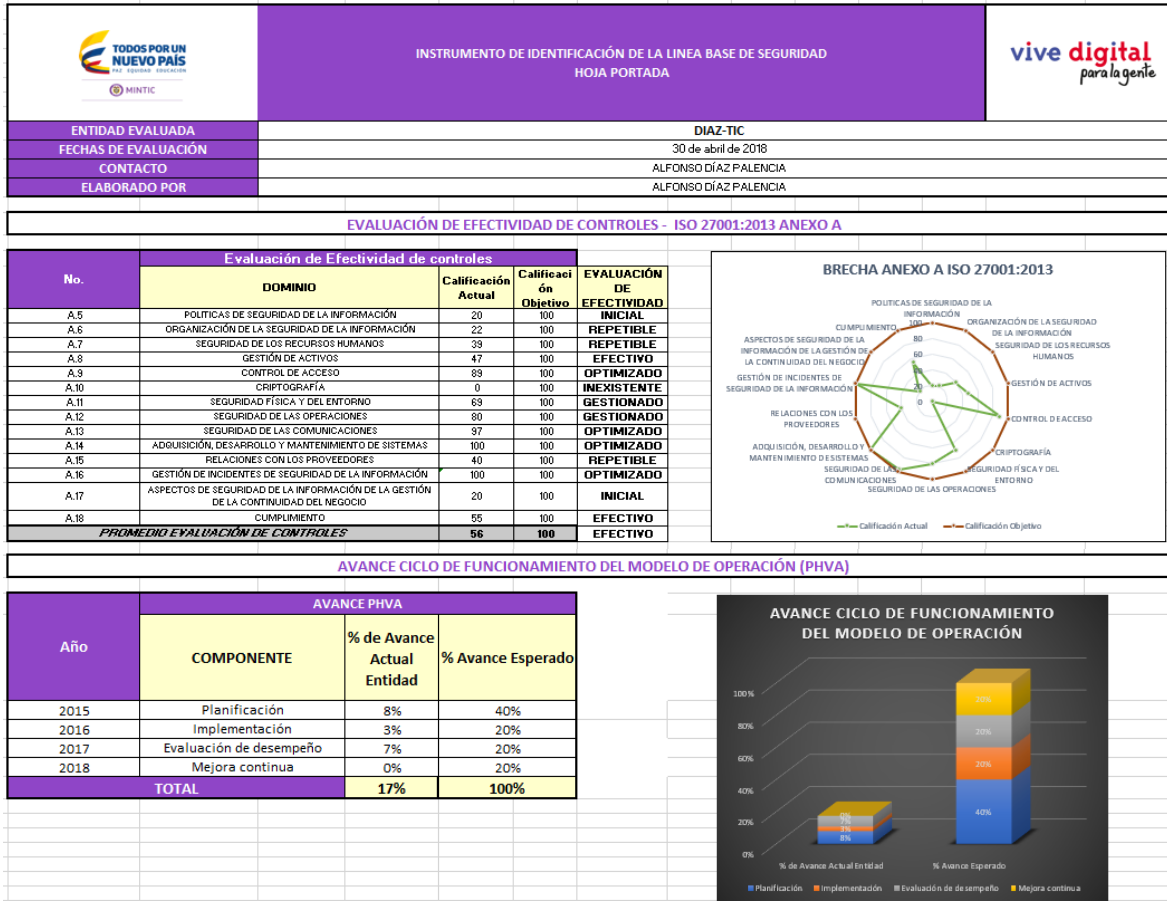 TODOS POR UN
NUEVO PAÍS
PAZ EQUIDAD EDUCACIÓN
MINTIC
INSTRUMENTO DE IDENTIFICACIÓN DE LA LINEA BASE DE SEGURIDAD
HOJA PORTADA
vive digital
para la gente
ENTIDAD EVALUADA DIAZ-TIC
FECHAS DE EVALUACIÓN 30 de abril de 2018
CONTACTO ALFONSO DÍAZ PALENCIA
ELABORADO POR ALFONSO DÍAZ PALENCIA
EVALUACIÓN DE EFECTIVIDAD DE CONTROLES - ISO 27001:2013 ANEXO A
No.
Evaluación de Efectividad de controles
DOMINIO
Calificación
Actual
Calificaci
ón
Objetivo
EVALUACIÓN
DE
EFECTIVIDAD
A.5 POLITICAS DE SEGURIDAD DE LA INFORMACIÓN 20 100 INICIAL
A.6 ORGANIZACIÓN DE LA SEGURIDAD DE LA INFORMACIÓN 22 100 REPETIBLE
A.7 SEGURIDAD DE LOS RECURSOS HUMANOS 39 100 REPETIBLE
A.8 GESTIÓN DE ACTIVOS 47 100 EFECTIVO
A.9 CONTROL DE ACCESO 89 100 OPTIMIZADO
A.10 CRIPTOGRAFÍA 0 100 INEXISTENTE
A.11 SEGURIDAD FÍSICA Y DEL ENTORNO 69 100 GESTIONADO
A.12 SEGURIDAD DE LAS OPERACIONES 80 100 GESTIONADO
A.13 SEGURIDAD DE LAS COMUNICACIONES 97 100 OPTIMIZADO
A.14 ADQUISICIÓN, DESARROLLO Y MANTENIMIENTO DE SISTEMAS 100 100 OPTIMIZADO
A.15 RELACIONES CON LOS PROVEEDORES 40 100 REPETIBLE
A.16 GESTIÓN DE INCIDENTES DE SEGURIDAD DE LA INFORMACIÓN 100 100 OPTIMIZADO
A.17 ASPECTOS DE SEGURIDAD DE LA INFORMACIÓN DE LA GESTIÓN
DE LA CONTINUIDAD DEL NEGOCIO 20 100 INICIAL
A.18 CUMPLIMIENTO 55 100 EFECTIVO
PROMEDIO EVALUACIÓN DE CONTROLES 56 100 EFECTIVO
BRECHA ANEXO A ISO 27001:2013
POLITICAS DE SEGURIDAD DE LA
INFORMACIÓN
ORGANIZACIÓN DE LA SEGURIDAD
DE LA INFORMACIÓN
SEGURIDAD DE LOS RECURSOS
HUMANOS
GESTIÓN DE ACTIVOS
CONTROL DE ACCESO
CRIPTOGRAFÍA
SEGURIDAD FÍSICA Y DEL
ENTORNO
SEGURIDAD DE LAS OPERACIONES
SEGURIDAD DE LAS
COMUNICACIONES
ADQUISICIÓN, DESARROLLO Y
MANTENIMIENTO DE SISTEMAS
RELACIONES CON LOS
PROVEEDORES
GESTIÓN DE INCIDENTES DE
SEGURIDAD DE LA INFORMACIÓN
ASPECTOS DE SEGURIDAD DE LA
INFORMACIÓN DE LA GESTIÓN DE
LA CONTINUIDAD DEL NEGOCIO
CUMPLIMIENTO
100
80
60
40
20
0
Calificación Actual Calificación Objetivo
AVANCE CICLO DE FUNCIONAMIENTO DEL MODELO DE OPERACIÓN (PHVA)
Año
AVANCE PHVA
COMPONENTE
% de Avance
Actual
Entidad
% Avance Esperado
2015 Planificación 8% 40%
2016 Implementación 3% 20%
2017 Evaluación de desempeño 7% 20%
2018 Mejora continua 0% 20%
TOTAL 17% 100%
AVANCE CICLO DE FUNCIONAMIENTO
DEL MODELO DE OPERACIÓN
100%
80%
60%
40%
20%
0%
0%
7%
3%
8%
20%
20%
20%
40%
% de Avance Actual Entidad % Avance Esperado
Planificación Implementación Evaluación de desempeño Mejora continua